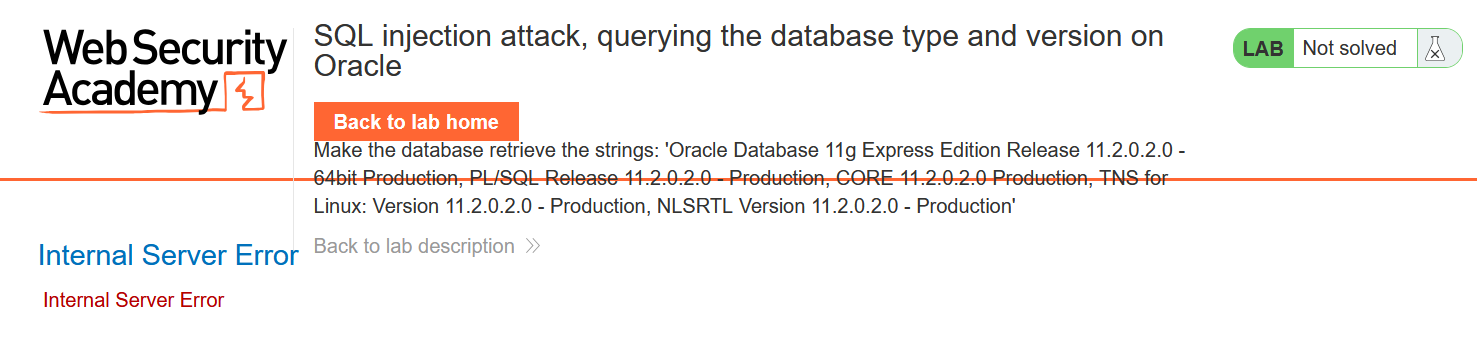 Web Security
Academy
SQL injection attack, querying the database type and version on
Oracle
LAB Not solved
Back to lab home
Make the database retrieve the strings: 'Oracle Database 11g Express Edition Release 11.2.0.2.0 -
64bit Production, PL/SQL Release 11.2.0.2.0 - Production, CORE 11.2.0.2.0 Production, TNS for
Linux: Version 11.2.0.2.0 - Production, NLSRTL Version 11.2.0.2.0 - Production'
Back to lab description
Internal Server Error
Internal Server Error